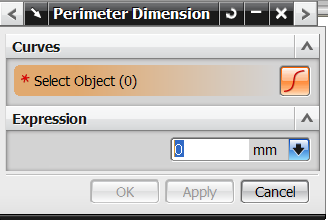 Perimeter Dimension
Curves
* Select Object (0)
Expression
0 mm
OK Apply Cancel